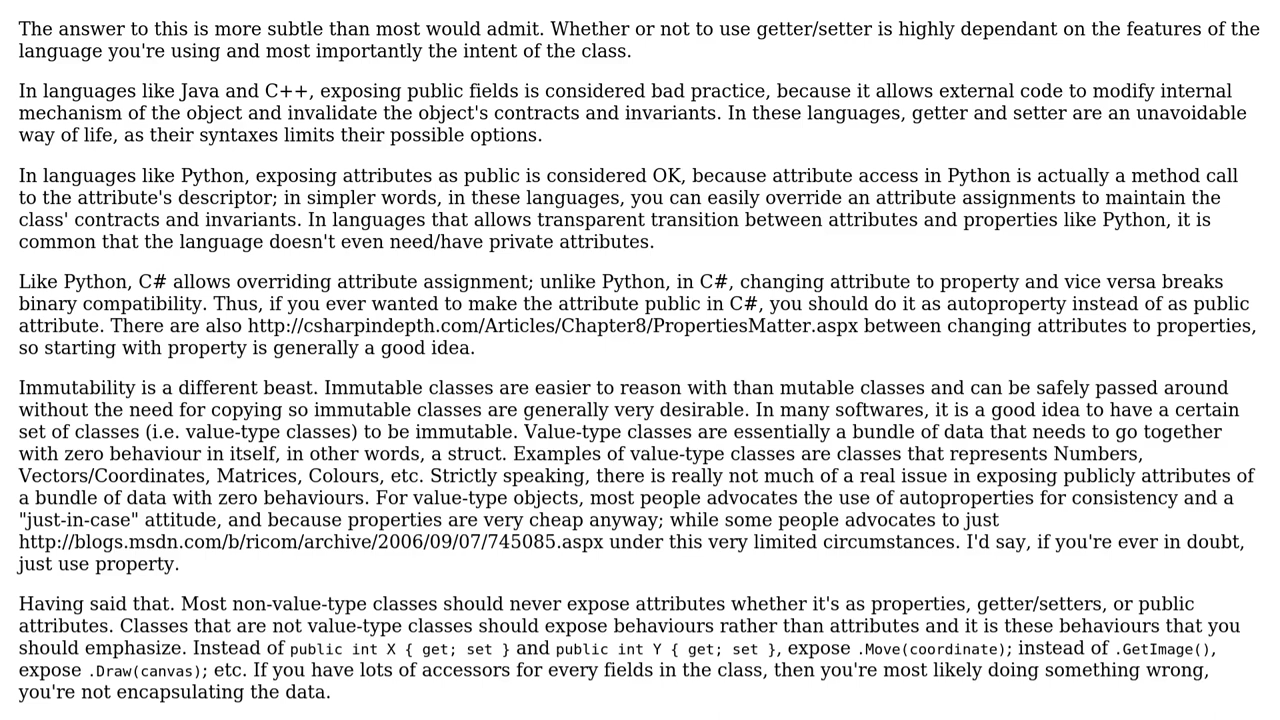 The answer to this is more subtle than most would admit. Whether or not to use getter/setter is highly dependant on the features of the
language you're using and most importantly the intent of the class.
In languages like Java and C++, exposing public fields is considered bad practice, because it allows external code to modify internal
mechanism of the object and invalidate the object's contracts and invariants. In these languages, getter and setter are an unavoidable
way of life, as their syntaxes limits their possible options.
In languages like Python, exposing attributes as public is considered OK, because attribute access in Python is actually a method call
to the attribute's descriptor; in simpler words, in these languages, you can easily override an attribute assignments to maintain the
class' contracts and invariants. In languages that allows transparent transition between attributes and properties like Python, it is
common that the language doesn't even need/have private attributes.
Like Python, C# allows overriding attribute assignment; unlike Python, in C#, changing attribute to property and vice versa breaks
binary compatibility. Thus, if you ever wanted to make the attribute public in C#, you should do it as autoproperty instead of as public
attribute. There are also http://csharpindepth.com/Articles/Chapter8/PropertiesMatter.aspx between changing attributes to properties,
so starting with property is generally a good idea.
Immutability is a different beast. Immutable classes are easier to reason with than mutable classes and can be safely passed around
without the need for copying so immutable classes are generally very desirable. In many softwares, it is a good idea to have a certain
set of classes (i.e. value-type classes) to be immutable. Value-type classes are essentially a bundle of data that needs to go together
with zero behaviour in itself, in other words, a struct. Examples of value-type classes are classes that represents Numbers,
Vectors/Coordinates, Matrices, Colours, etc. Strictly speaking, there is really not much of a real issue in exposing publicly attributes of
a bundle of data with zero behaviours. For value-type objects, most people advocates the use of autoproperties for consistency and a
"just-in-case" attitude, and because properties are very cheap anyway; while some people advocates to just
http://blogs.msdn.com/b/ricom/archive/2006/09/07/745085.aspx under this very limited circumstances. I'd say, if you're ever in doubt,
just use property.
Having said that. Most non-value-type classes should never expose attributes whether it's as properties, getter/setters, or public
attributes. Classes that are not value-type classes should expose behaviours rather than attributes and it is these behaviours that you
should emphasize. Instead of public int X { get; set } and public int Y { get; set }, expose .Move(coordinate); instead of .GetImage(),
expose .Draw(canvas); etc. If you have lots of accessors for every fields in the class, then you're most likely doing something wrong,
you're not encapsulating the data.